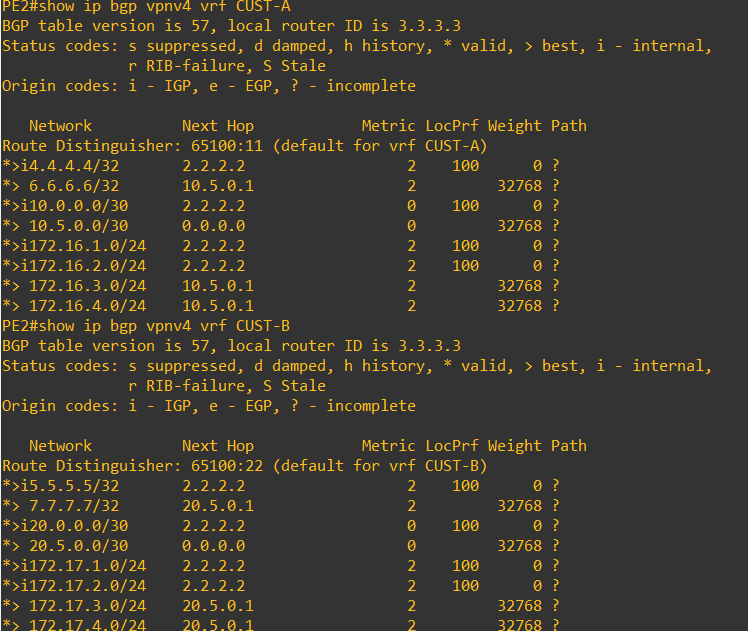 PE2#show ip bgp vpnv4 vrf CUST-A
BGP table version is 57, local router ID is 3.3.3.3
Status codes: s suppressed, d damped, h history, * valid, > best, i - internal,
              r RIB-failure, S Stale
Origin codes: i - IGP, e - EGP, ? - incomplete

   Network          Next Hop            Metric LocPrf Weight Path
Route Distinguisher: 65100:11 (default for vrf CUST-A)
*>i4.4.4.4/32       2.2.2.2                  2    100      0 ?
*> 6.6.6.6/32       10.5.0.1                 2         32768 ?
*>i10.0.0.0/30      2.2.2.2                  0    100      0 ?
*> 10.5.0.0/30      0.0.0.0                  0         32768 ?
*>i172.16.1.0/24    2.2.2.2                  2    100      0 ?
*>i172.16.2.0/24    2.2.2.2                  2    100      0 ?
*> 172.16.3.0/24    10.5.0.1                 2         32768 ?
*> 172.16.4.0/24    10.5.0.1                 2         32768 ?
PE2#show ip bgp vpnv4 vrf CUST-B
BGP table version is 57, local router ID is 3.3.3.3
Status codes: s suppressed, d damped, h history, * valid, > best, i - internal,
              r RIB-failure, S Stale
Origin codes: i - IGP, e - EGP, ? - incomplete

   Network          Next Hop            Metric LocPrf Weight Path
Route Distinguisher: 65100:22 (default for vrf CUST-B)
*>i5.5.5.5/32       2.2.2.2                  2    100      0 ?
*> 7.7.7.7/32       20.5.0.1                 2         32768 ?
*>i20.0.0.0/30      2.2.2.2                  0    100      0 ?
*> 20.5.0.0/30      0.0.0.0                  0         32768 ?
*>i172.17.1.0/24    2.2.2.2                  2    100      0 ?
*>i172.17.2.0/24    2.2.2.2                  2    100      0 ?
*> 172.17.3.0/24    20.5.0.1                 2         32768 ?
*> 172.17.4.0/24    20.5.0.1                 2         32768 ?